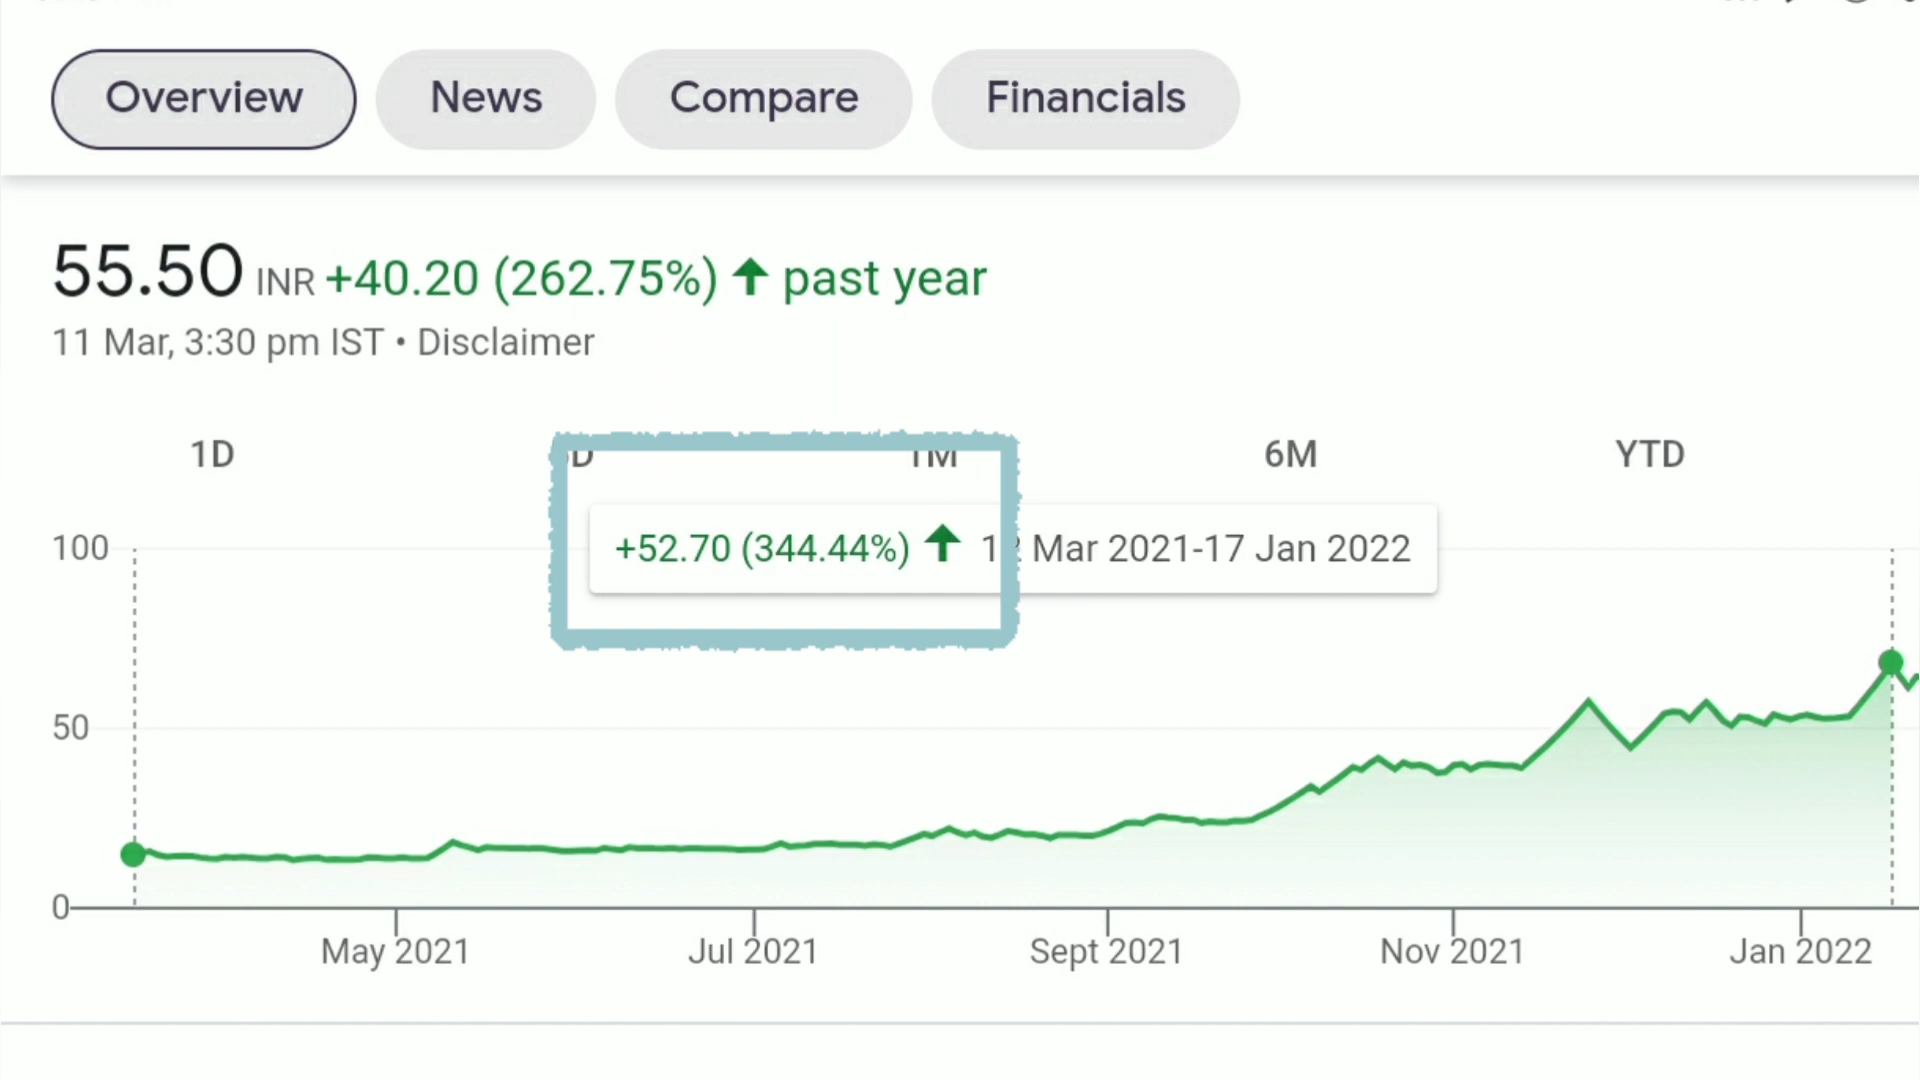 Overview News Compare Financials
55.50 INR +40.20 (262.75%) ↑ past year
11 Mar, 3:30 pm IST • Disclaimer
1D 1M 6M YTD
+52.70 (344.44%) ↑ Mar 2021-17 Jan 2022
100
50
0
May 2021 Jul 2021 Sept 2021 Nov 2021 Jan 2022